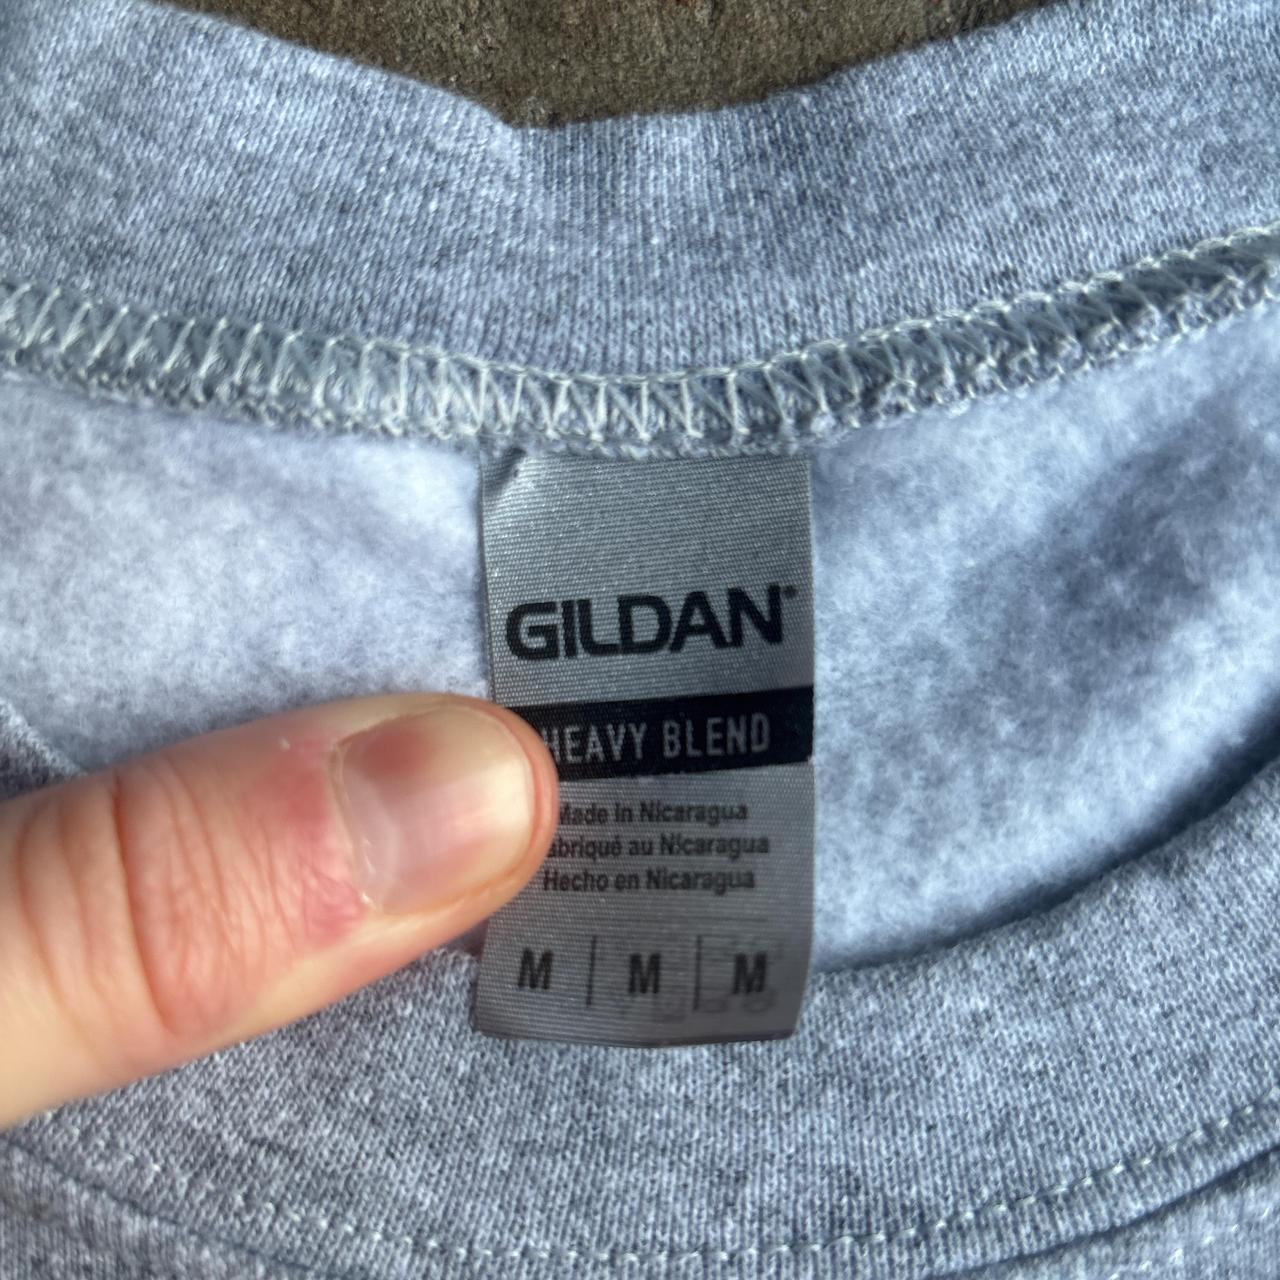 GILDAN
HEAVY BLEND
Made in Nicaragua
abriqué au Nicaragua
Hecho en Nicaragua
M | M | M